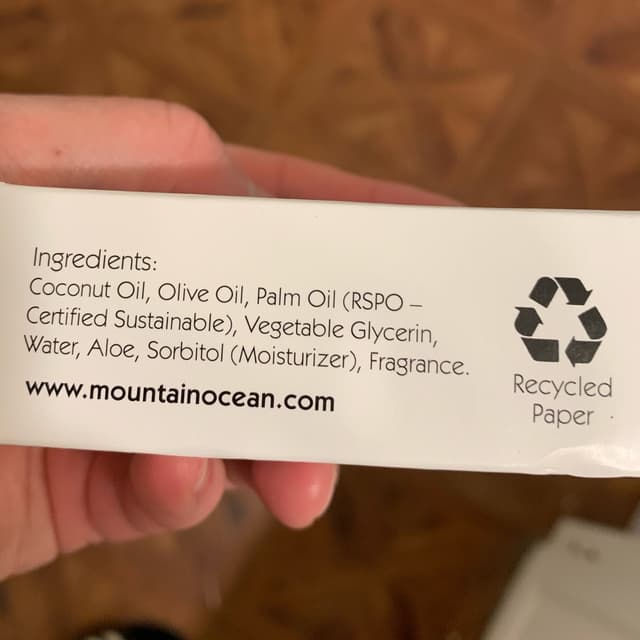 Ingredients:
Coconut Oil, Olive Oil, Palm Oil (RSPO –
Certified Sustainable), Vegetable Glycerin,
Water, Aloe, Sorbitol (Moisturizer), Fragrance.
www.mountainocean.com
Recycled
Paper